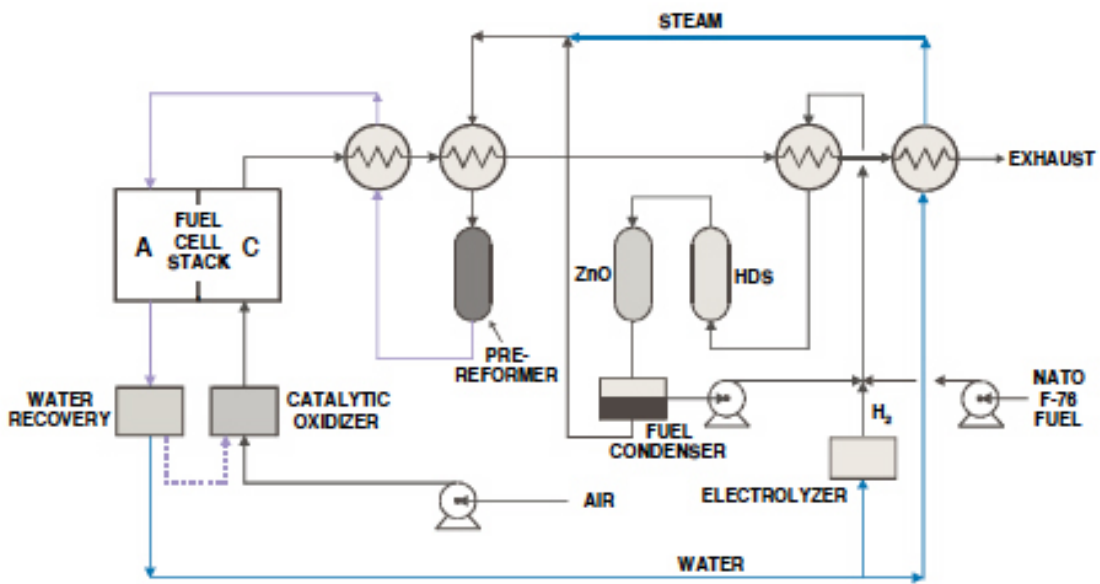 STEAM
EXHAUST
A
FUEL
CELL
STACK
C
ZnO
HDS
PRE-
REFORMER
WATER
RECOVERY
CATALYTIC
OXIDIZER
FUEL
CONDENSER
H₂
NATO
F-76
FUEL
ELECTROLYZER
AIR
WATER